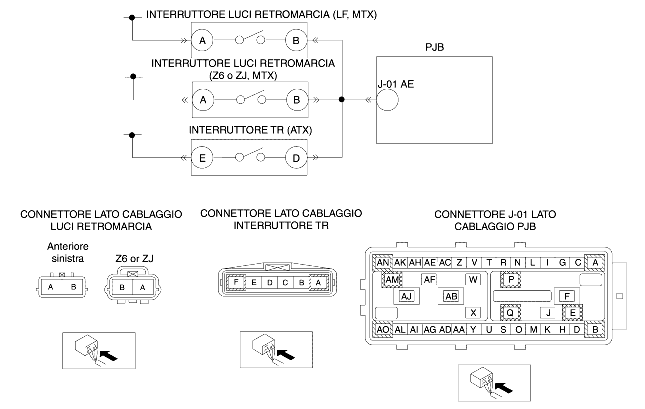 INTERRUTTORE LUCI RETROMARCIA (LF, MTX)
A B
PJB
INTERRUTTORE LUCI RETROMARCIA
(Z6 o ZJ, MTX)
J-01 AE
A B
INTERRUTTORE TR (ATX)
E D
CONNETTORE LATO CABLAGGIO
LUCI RETROMARCIA
Anteriore
sinistra
Z6 or ZJ
A B
B A
CONNETTORE LATO CABLAGGIO
INTERRUTTORE TR
F E D C B A
CONNETTORE J-01 LATO
CABLAGGIO PJB
AN AK AH AE AC Z V T R N L I G C A
AM AF W P
AJ AB F
X Q J E
AO AL AI AG AD AA Y U S O M K H D B